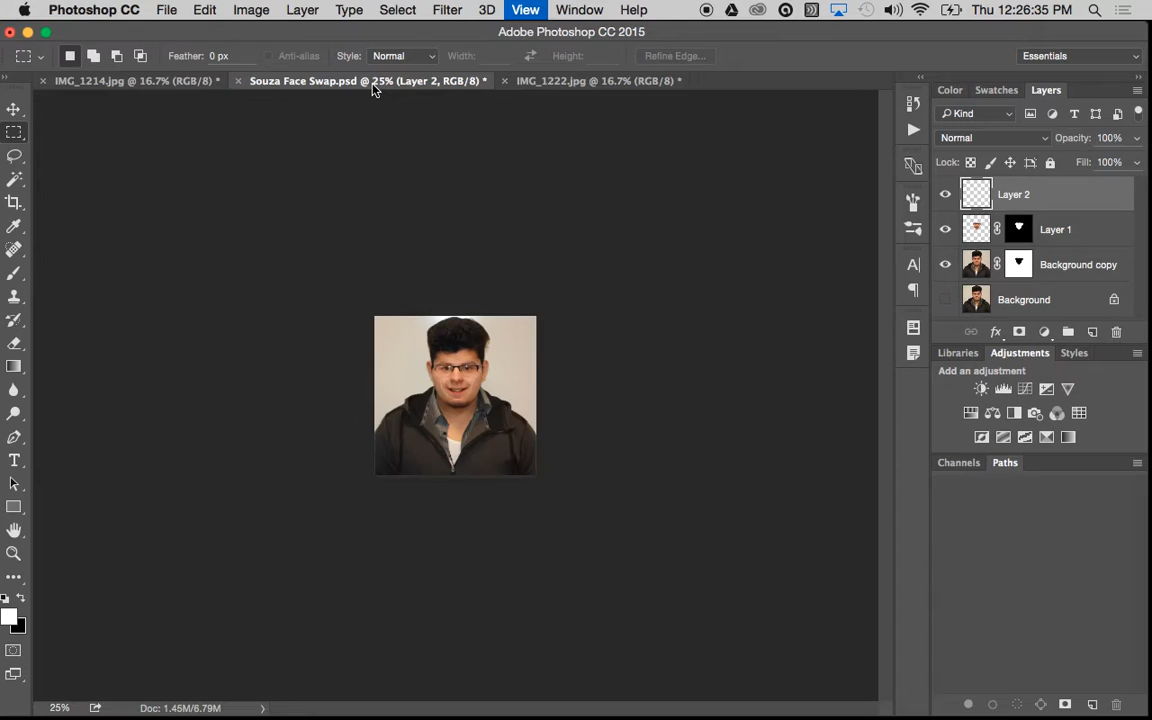 Photoshop CC File Edit Image Layer Type Select Filter 3D View Window Help Thu 12:26:35 PM
Adobe Photoshop CC 2015
Feather: 0 px Anti-alias Style: Normal Width: Height: Refine Edge... Essentials
IMG_1214.jpg @ 16.7% (RGB/8) * Souza Face Swap.psd @ 25% (Layer 2, RGB/8) * IMG_1222.jpg @ 16.7% (RGB/8) *
Color Swatches Layers
Kind
Normal Opacity: 100%
Lock: Fill: 100%
Layer 2
Layer 1
Background copy
Background
fx
Libraries Adjustments Styles
Add an adjustment
Channels Paths
25% Doc: 1.45M/6.79M